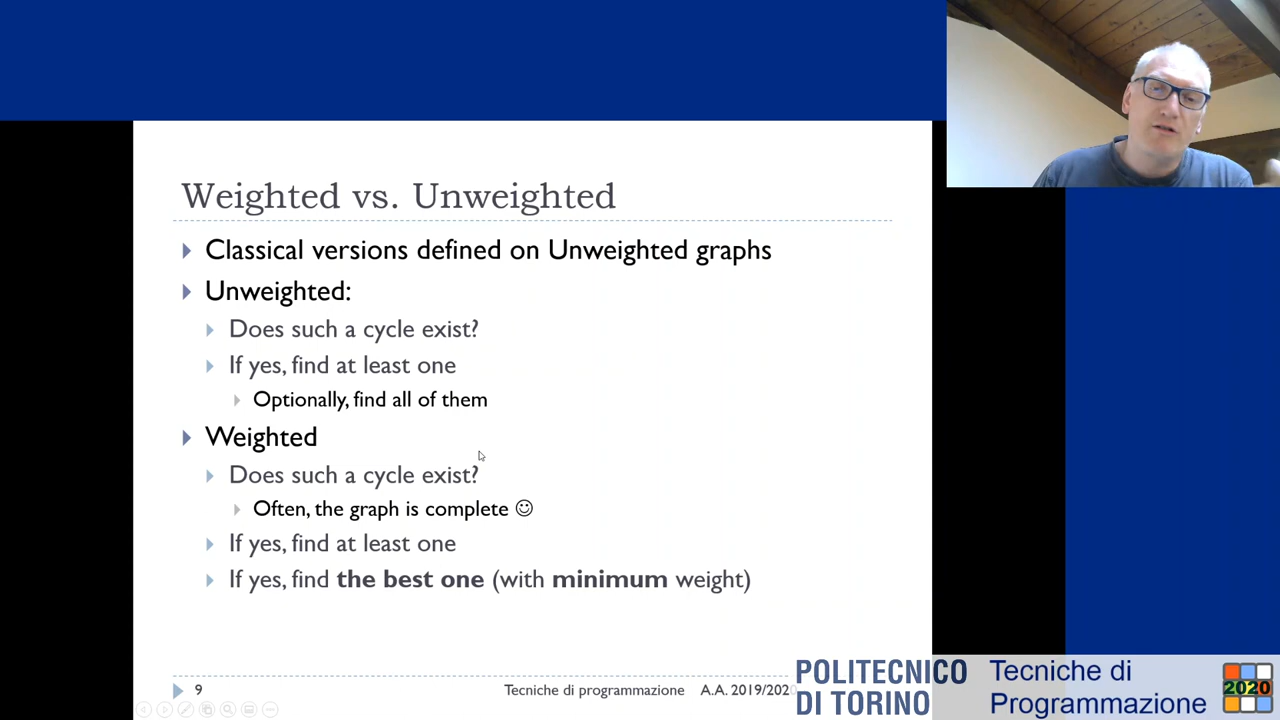 Weighted vs. Unweighted
Classical versions defined on Unweighted graphs
Unweighted:
Does such a cycle exist?
If yes, find at least one
Optionally, find all of them
Weighted
Does such a cycle exist?
Often, the graph is complete ☺
If yes, find at least one
If yes, find the best one (with minimum weight)
9
Tecniche di programmazione A.A. 2019/2020
POLITECNICO
DI TORINO
Tecniche di
Programmazione
2020